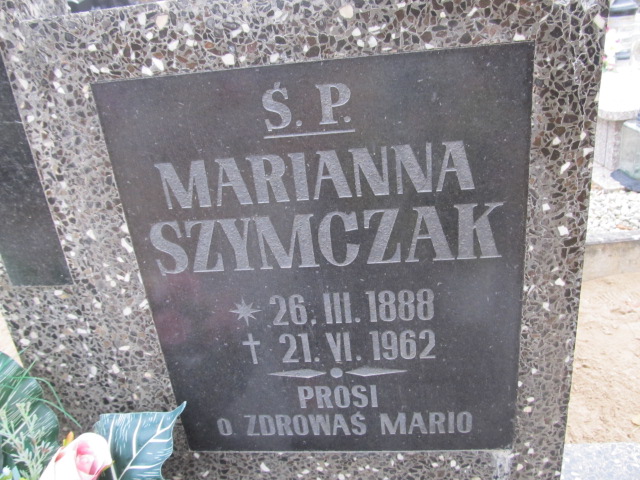 Ś. P.
MARIANNA
SZYMCZAK
* 26. III. 1888
† 21. VI. 1962
PROSI
O ZDROWAŚ MARIO